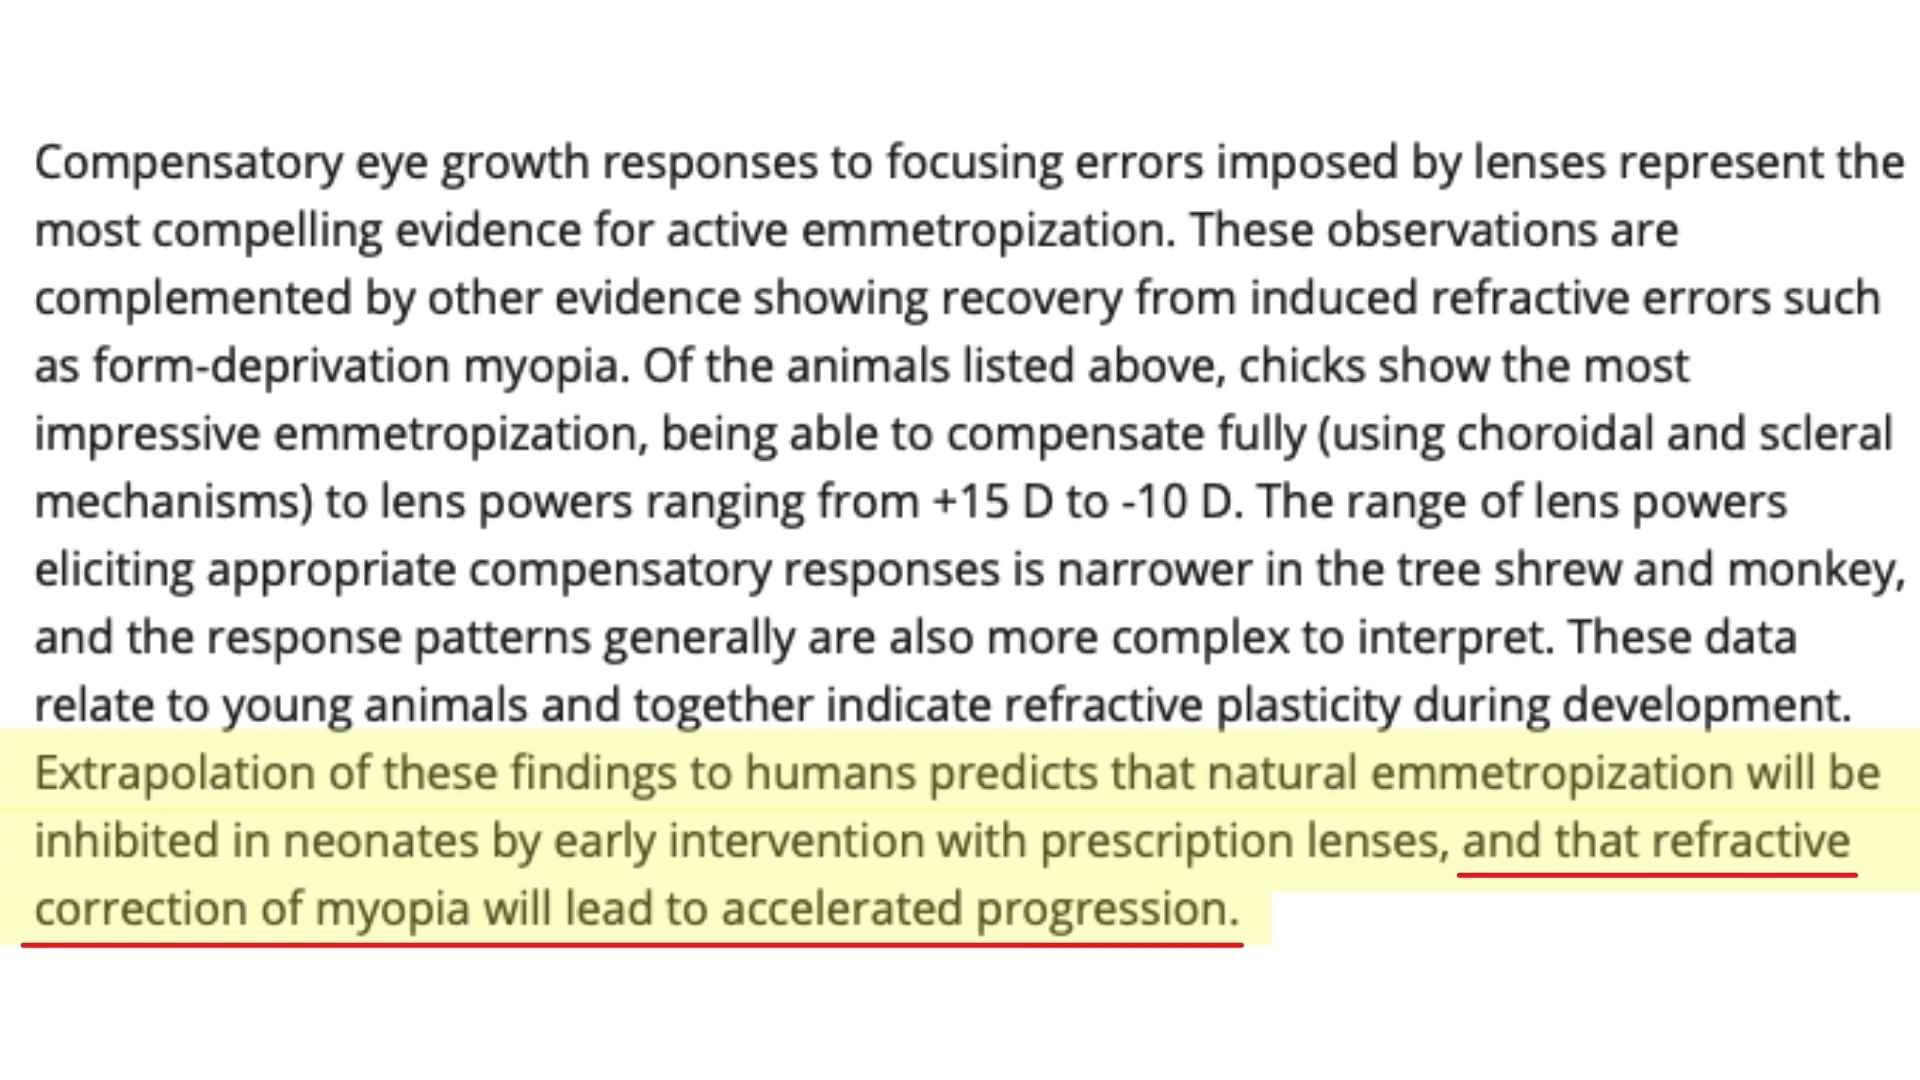 Compensatory eye growth responses to focusing errors imposed by lenses represent the
most compelling evidence for active emmetropization. These observations are
complemented by other evidence showing recovery from induced refractive errors such
as form-deprivation myopia. Of the animals listed above, chicks show the most
impressive emmetropization, being able to compensate fully (using choroidal and scleral
mechanisms) to lens powers ranging from +15 D to -10 D. The range of lens powers
eliciting appropriate compensatory responses is narrower in the tree shrew and monkey,
and the response patterns generally are also more complex to interpret. These data
relate to young animals and together indicate refractive plasticity during development.
Extrapolation of these findings to humans predicts that natural emmetropization will be
inhibited in neonates by early intervention with prescription lenses, and that refractive
correction of myopia will lead to accelerated progression.